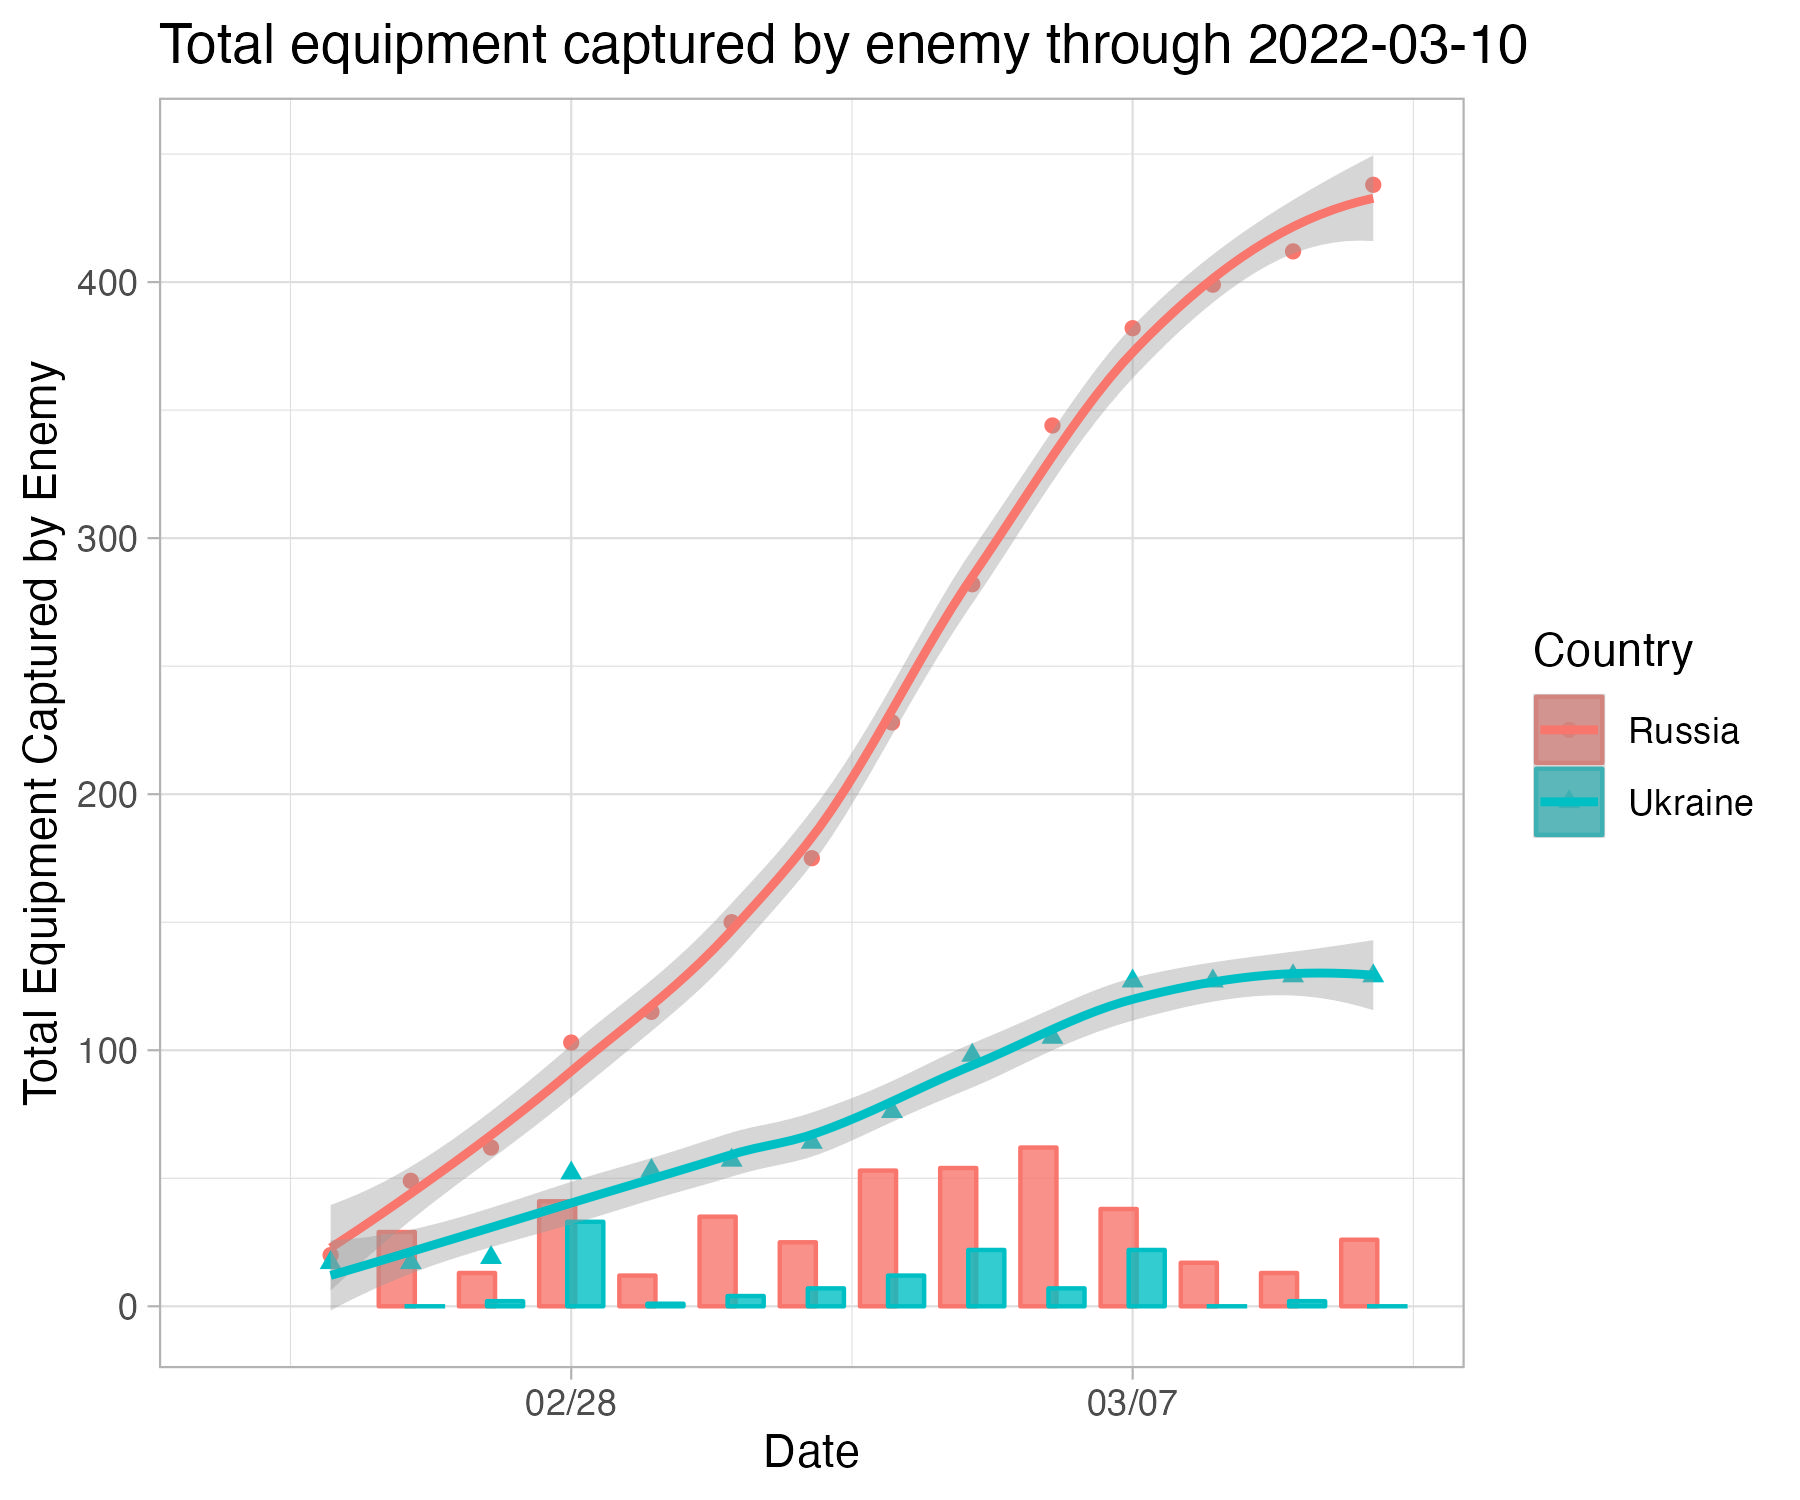 Total equipment captured by enemy through 2022-03-10
Total Equipment Captured by Enemy
400
300
200
100
0
02/28
03/07
Date
Country
Russia
Ukraine